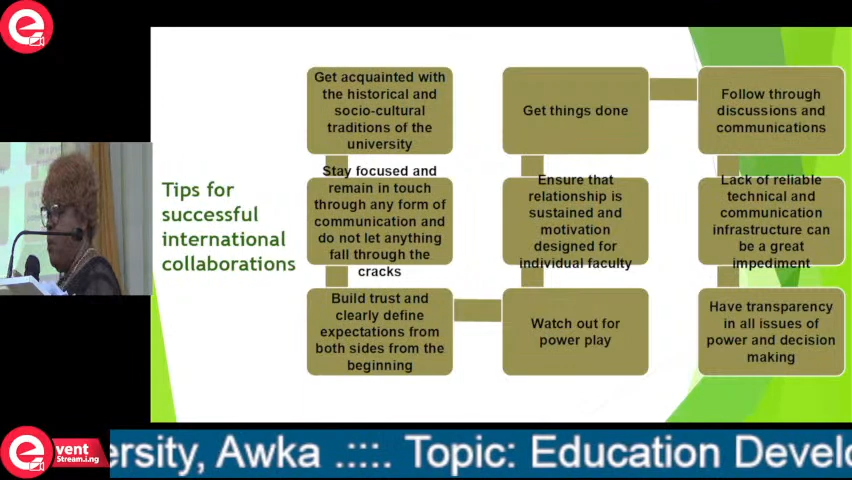 Tips for
successful
international
collaborations
Get acquainted with
the historical and
socio-cultural
traditions of the
university
Stay focused and
remain in touch
through any form of
communication and
do not let anything
fall through the
cracks
Build trust and
clearly define
expectations from
both sides from the
beginning
Watch out for
power play
Ensure that
relationship is
sustained and
motivation
designed for
individual faculty
Get things done
Follow through
discussions and
communications
Lack of reliable
technical and
communication
infrastructure can
be a great
impediment
Have transparency
in all issues of
power and decision
making
e
e
vent
Stream.i.ng
ersity, Awka .::::. Topic: Education Develo